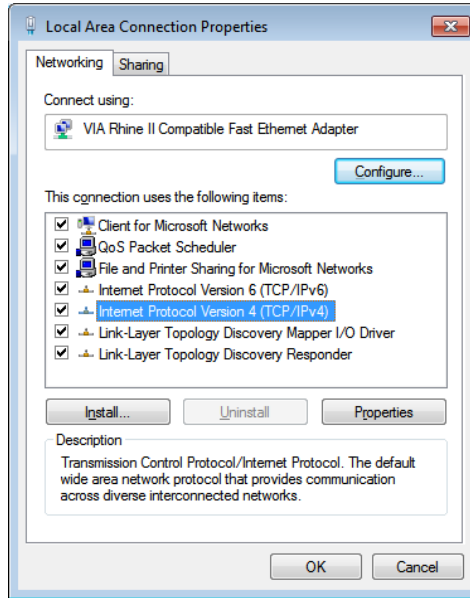 Local Area Connection Properties
Networking
Sharing
Connect using:
VIA Rhine II Compatible Fast Ethernet Adapter
Configure...
This connection uses the following items:
Client for Microsoft Networks
QoS Packet Scheduler
File and Printer Sharing for Microsoft Networks
Internet Protocol Version 6 (TCP/IPv6)
Internet Protocol Version 4 (TCP/IPv4)
Link-Layer Topology Discovery Mapper I/O Driver
Link-Layer Topology Discovery Responder
Install...
Uninstall
Properties
Description
Transmission Control Protocol/Internet Protocol. The default
wide area network protocol that provides communication
across diverse interconnected networks.
OK
Cancel